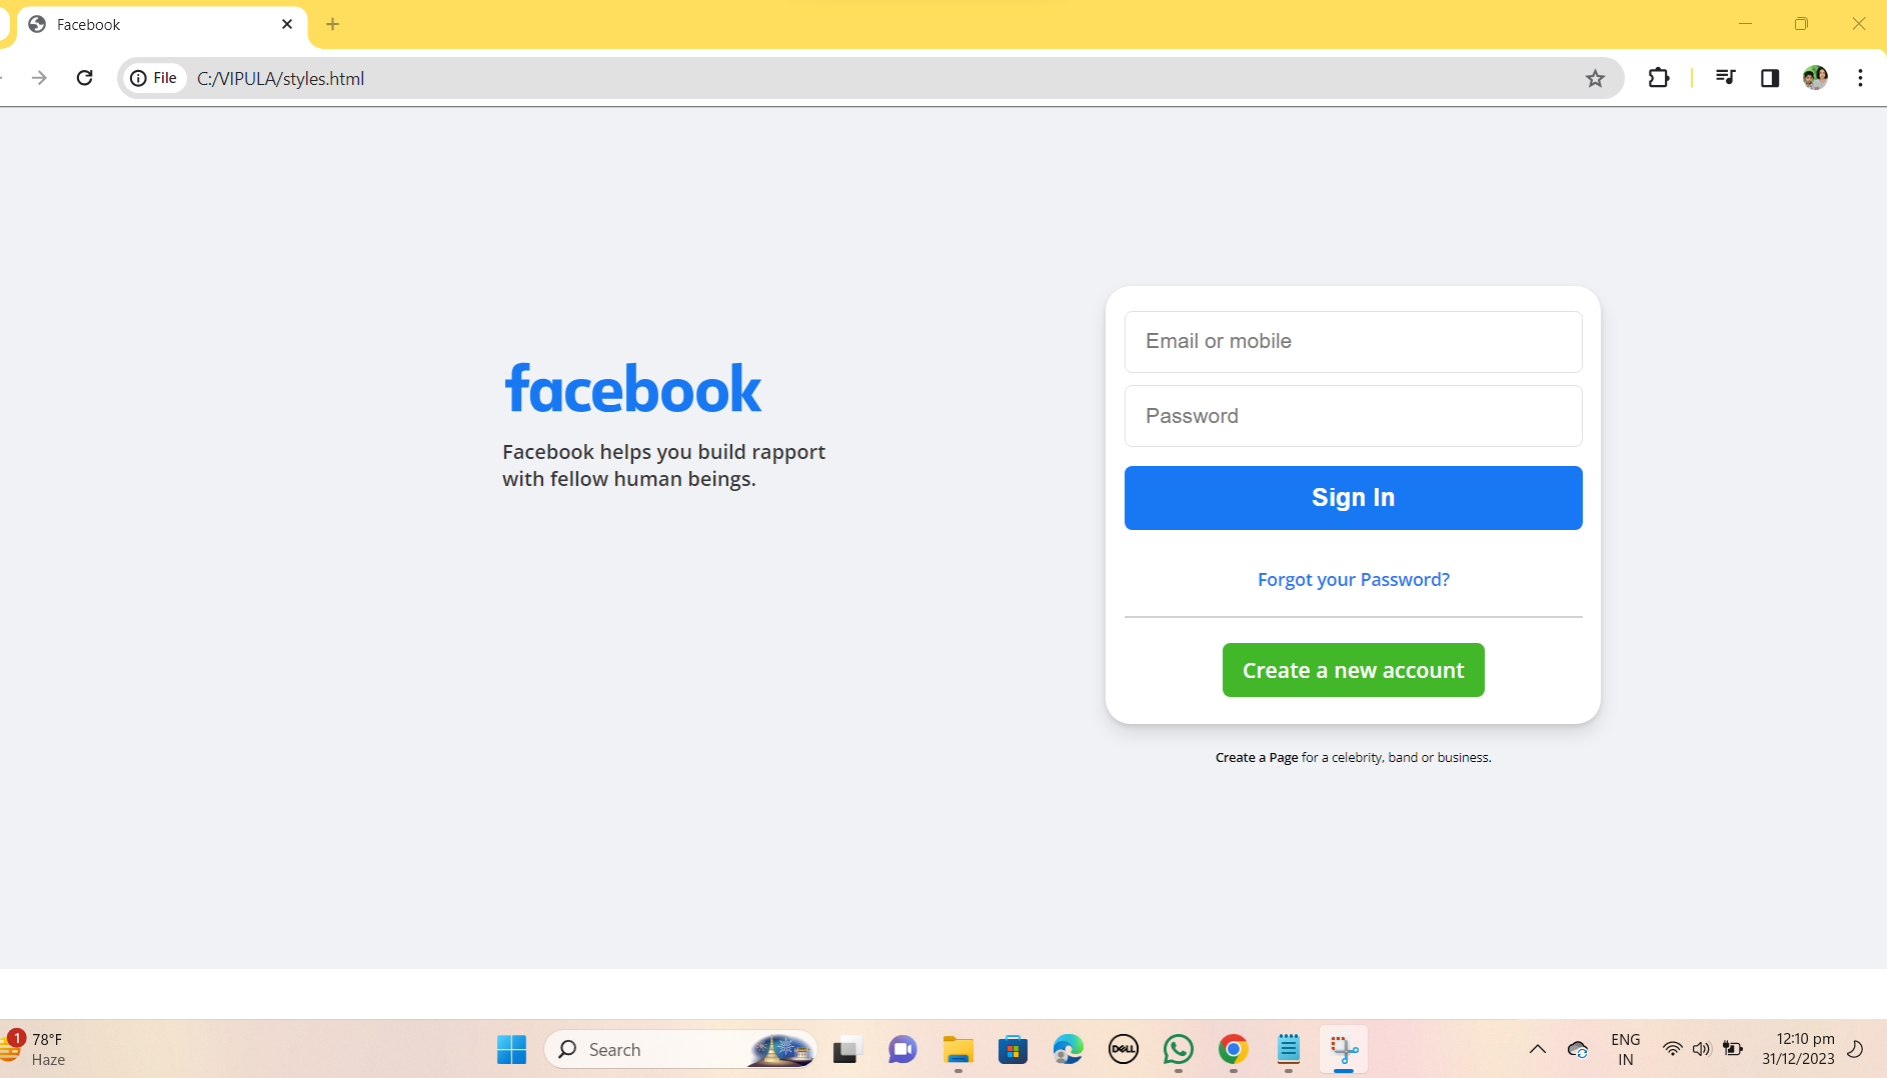 Facebook
File C:/VIPULA/styles.html
facebook
Facebook helps you build rapport
with fellow human beings.
Email or mobile
Password
Sign In
Forgot your Password?
Create a new account
Create a Page for a celebrity, band or business.
1
78°F
Haze
Search
DELL
ENG
IN
12:10 pm
31/12/2023